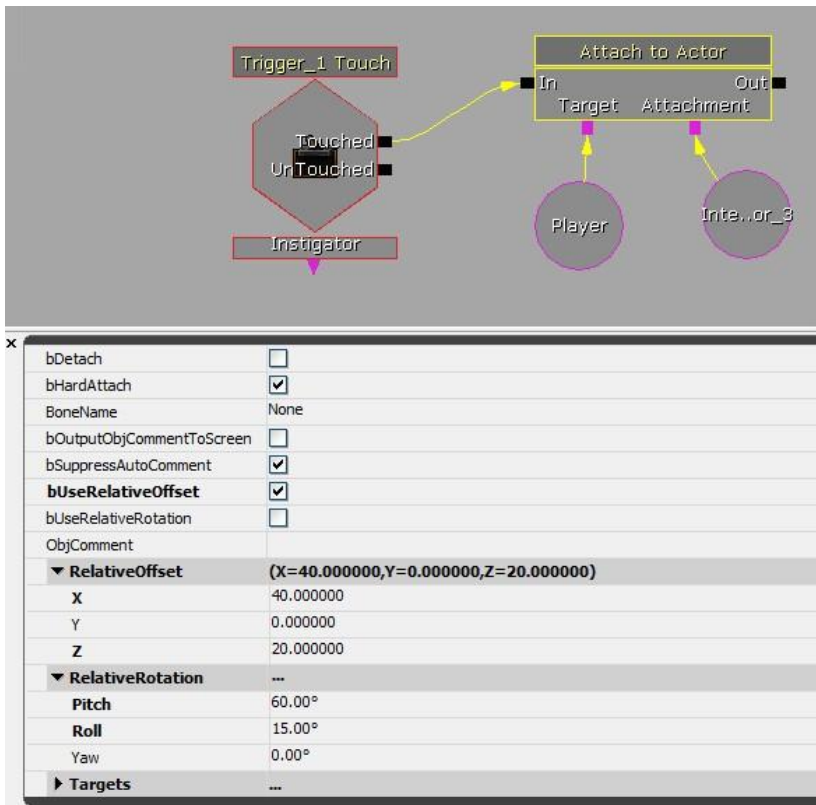 Trigger_1 Touch
Touched
UnTouched
Instigator
Attach to Actor
In Out
Target Attachment
Player
Inte..or_3
x
bDetach
bHardAttach
BoneName None
bOutputObjCommentToScreen
bSuppressAutoComment
bUseRelativeOffset
bUseRelativeRotation
ObjComment
RelativeOffset (X=40.000000,Y=0.000000,Z=20.000000)
X 40.000000
Y 0.000000
Z 20.000000
RelativeRotation ...
Pitch 60.00°
Roll 15.00°
Yaw 0.00°
Targets ...